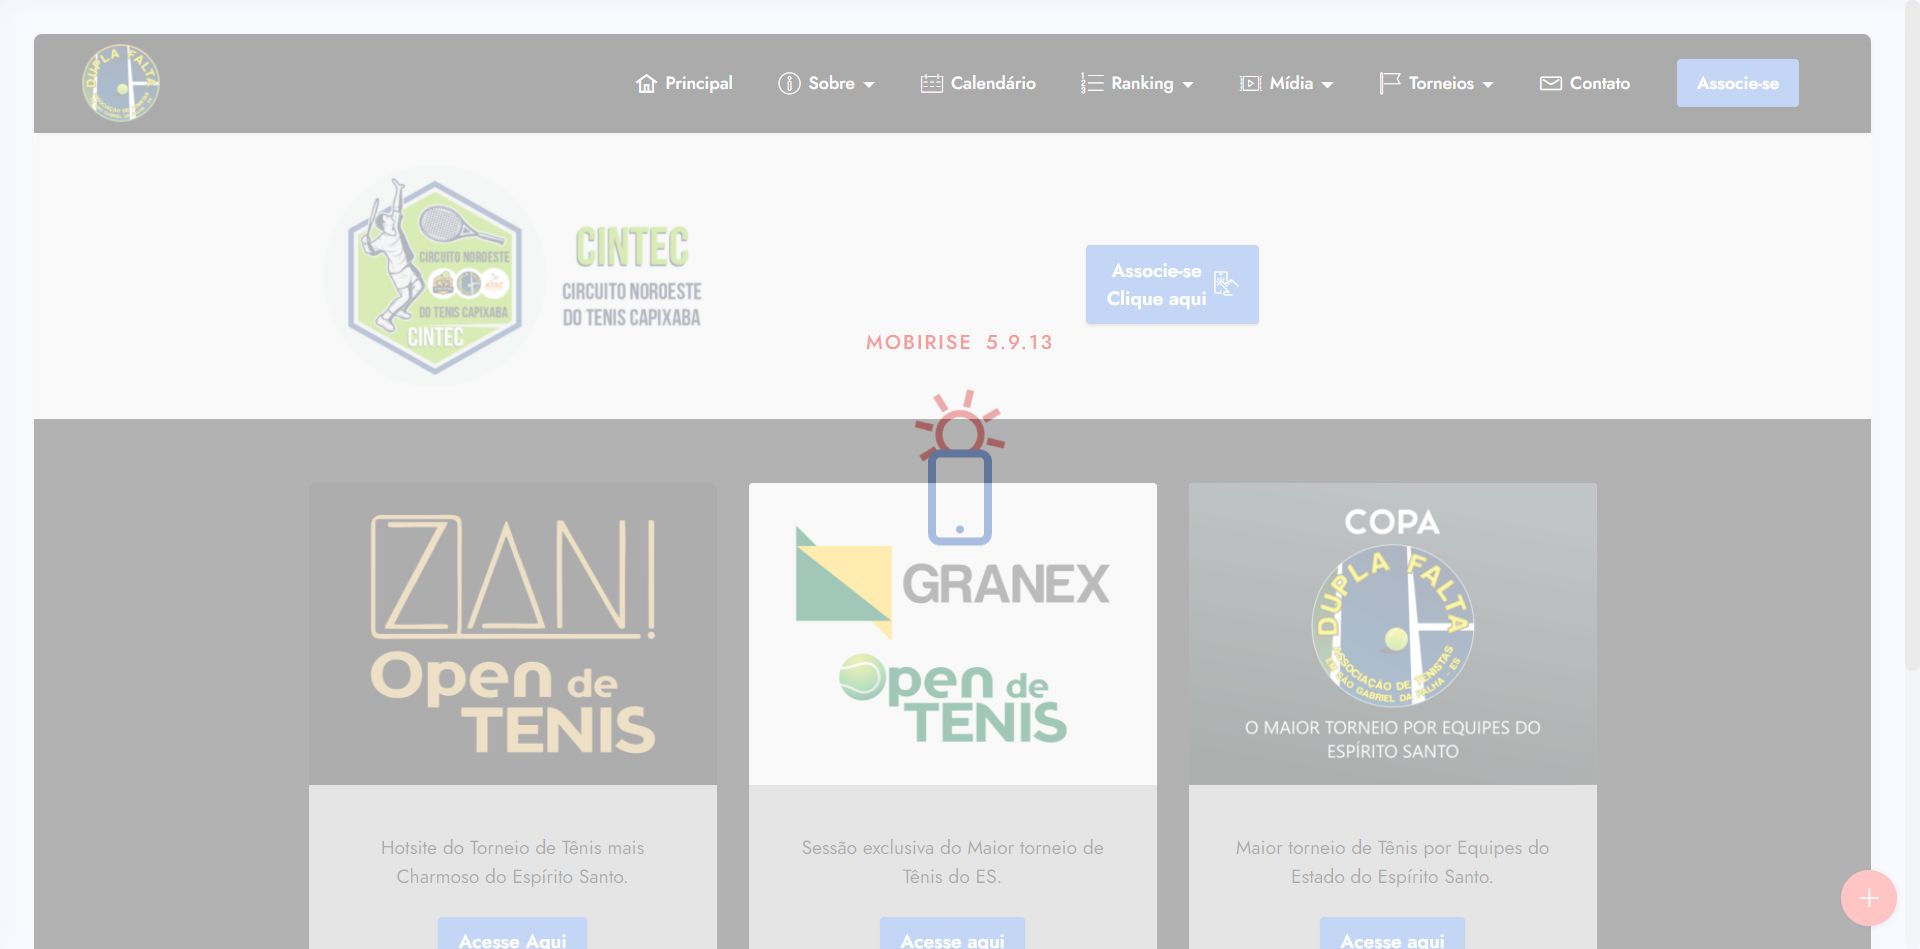 DUPLA FALTA
Principal
Sobre
Calendário
Ranking
Mídia
Torneios
Contato
Associe-se
CIRCUITO NOROESTE
DO TENIS CAPIXABA
CINTEC
CINTEC
CIRCUITO NOROESTE
DO TENIS CAPIXABA
Associe-se
Clique aqui
MOBIRISE 5.9.13
ZANI
Open de
TENIS
GRANEX
Open de
TENIS
COPA
DUPLA FALTA
ASSOCIAÇÃO DE TENISTAS
EM SÃO GABRIEL DA PALHA - ES
O MAIOR TORNEIO POR EQUIPES DO
ESPÍRITO SANTO
Hotsite do Torneio de Tênis mais
Charmoso do Espírito Santo.
Acesse Aqui
Sessão exclusiva do Maior torneio de
Tênis do ES.
Acesse aqui
Maior torneio de Tênis por Equipes do
Estado do Espírito Santo.
Acesse aqui